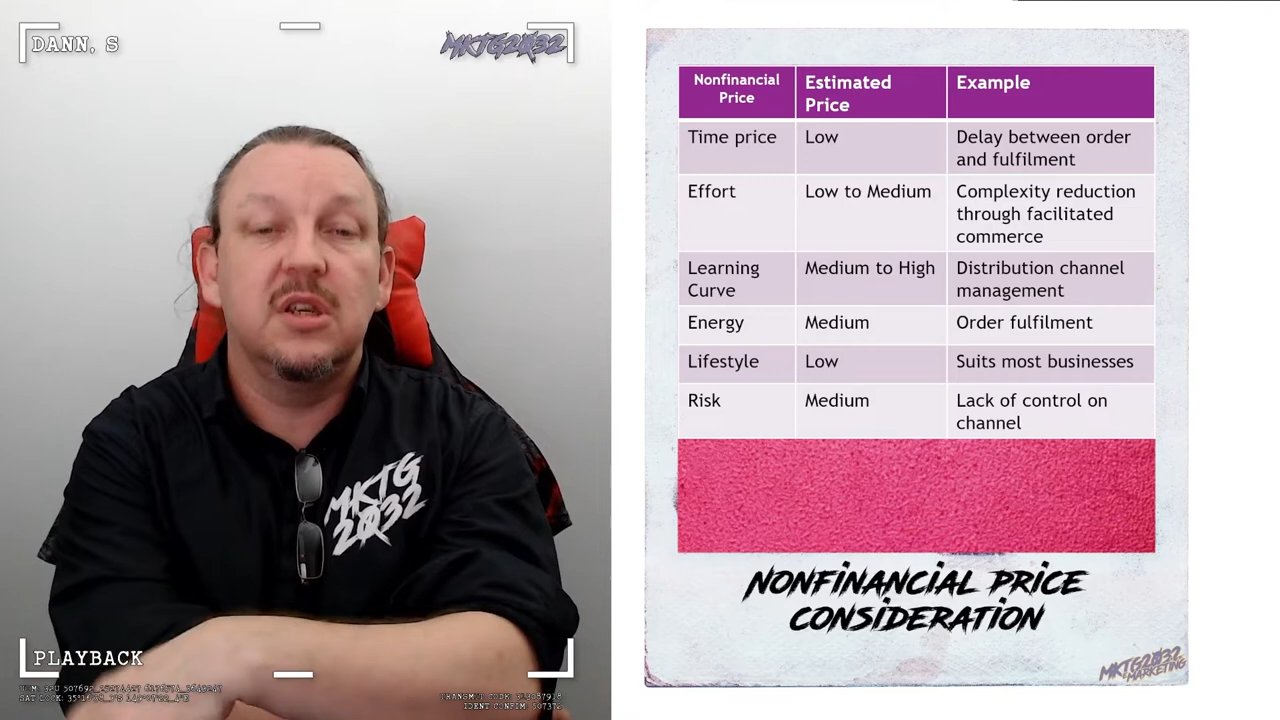 DANN, S
MKTG2032
MKTG
2032
PLAYBACK
Nonfinancial
Price
Estimated
Price
Example
Time price
Low
Delay between order
and fulfilment
Effort
Low to Medium
Complexity reduction
through facilitated
commerce
Learning
Curve
Medium to High
Distribution channel
management
Energy
Medium
Order fulfilment
Lifestyle
Low
Suits most businesses
Risk
Medium
Lack of control on
channel
NONFINANCIAL PRICE
CONSIDERATION
MKTG2032
MARKETING